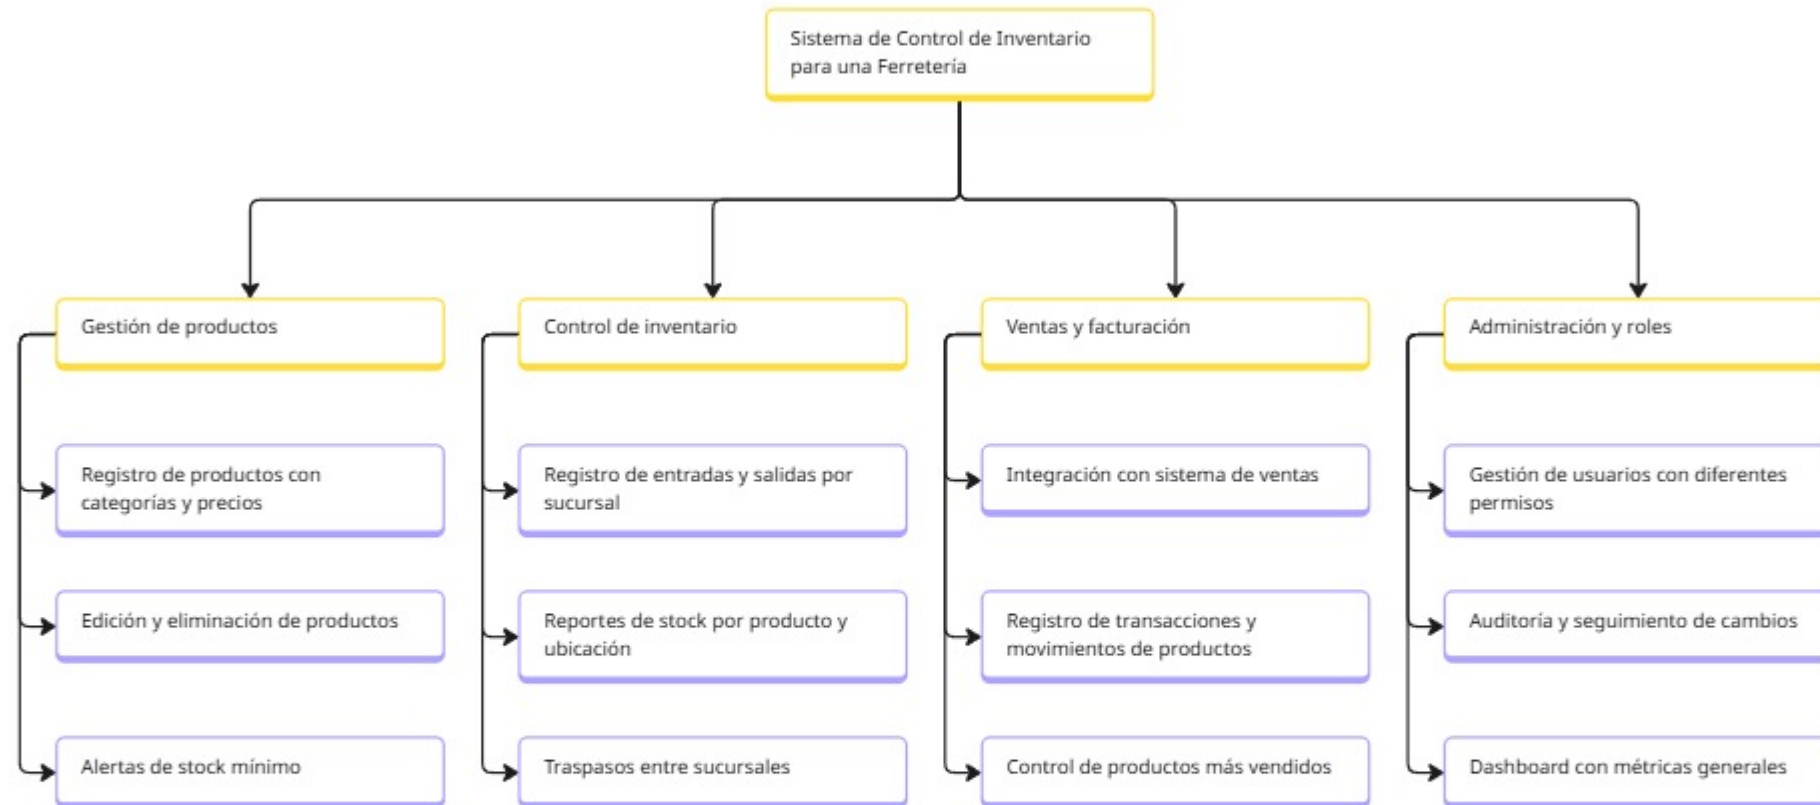 Sistema de Control de Inventario
para una Ferretería
Gestión de productos
Control de inventario
Ventas y facturación
Administración y roles
Registro de productos con
categorías y precios
Registro de entradas y salidas por
sucursal
Integración con sistema de ventas
Gestión de usuarios con diferentes
permisos
Edición y eliminación de productos
Reportes de stock por producto y
ubicación
Registro de transacciones y
movimientos de productos
Auditoría y seguimiento de cambios
Alertas de stock mínimo
Traspasos entre sucursales
Control de productos más vendidos
Dashboard con métricas generales